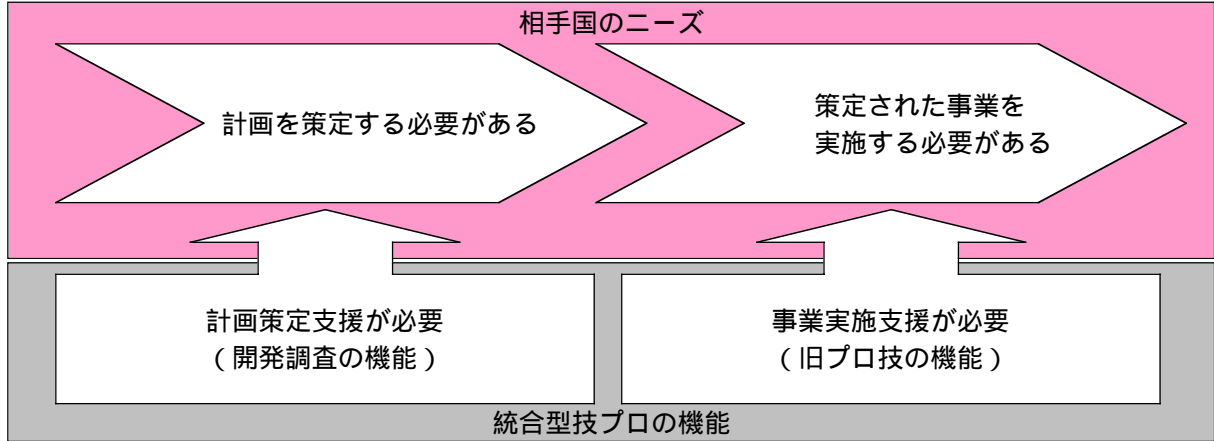 相手国のニーズ
計画を策定する必要がある
策定された事業を
実施する必要がある
計画策定支援が必要
（開発調査の機能）
事業実施支援が必要
（旧プロ技の機能）
統合型技プロの機能